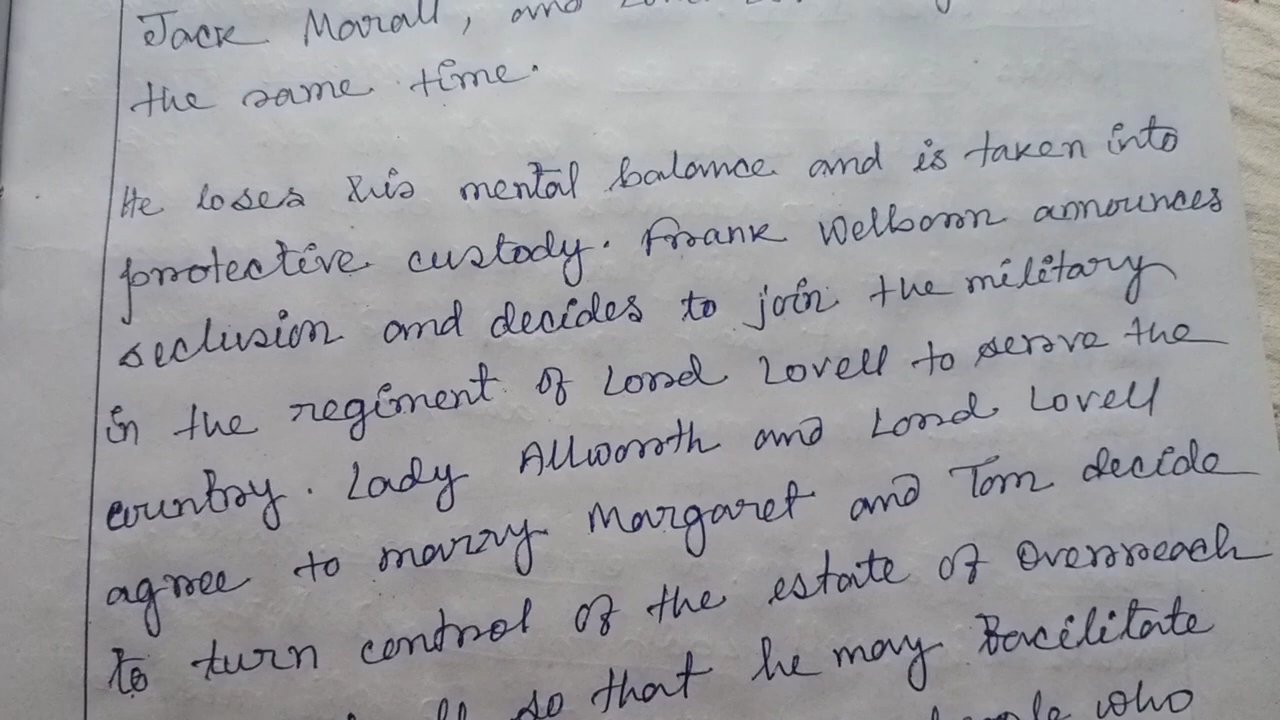 Jack Marall, and
the same time.
He loses his mental balance and is taken into
protective custody. Frank Welborn announces
seclusion and decides to join the military
in the regiment of Lord Lovell to serve the
country. Lady Allworth and Lord Lovell
agree to marry Margaret and Tom decide
to turn control of the estate of Overreach
so that he may facilitate
who